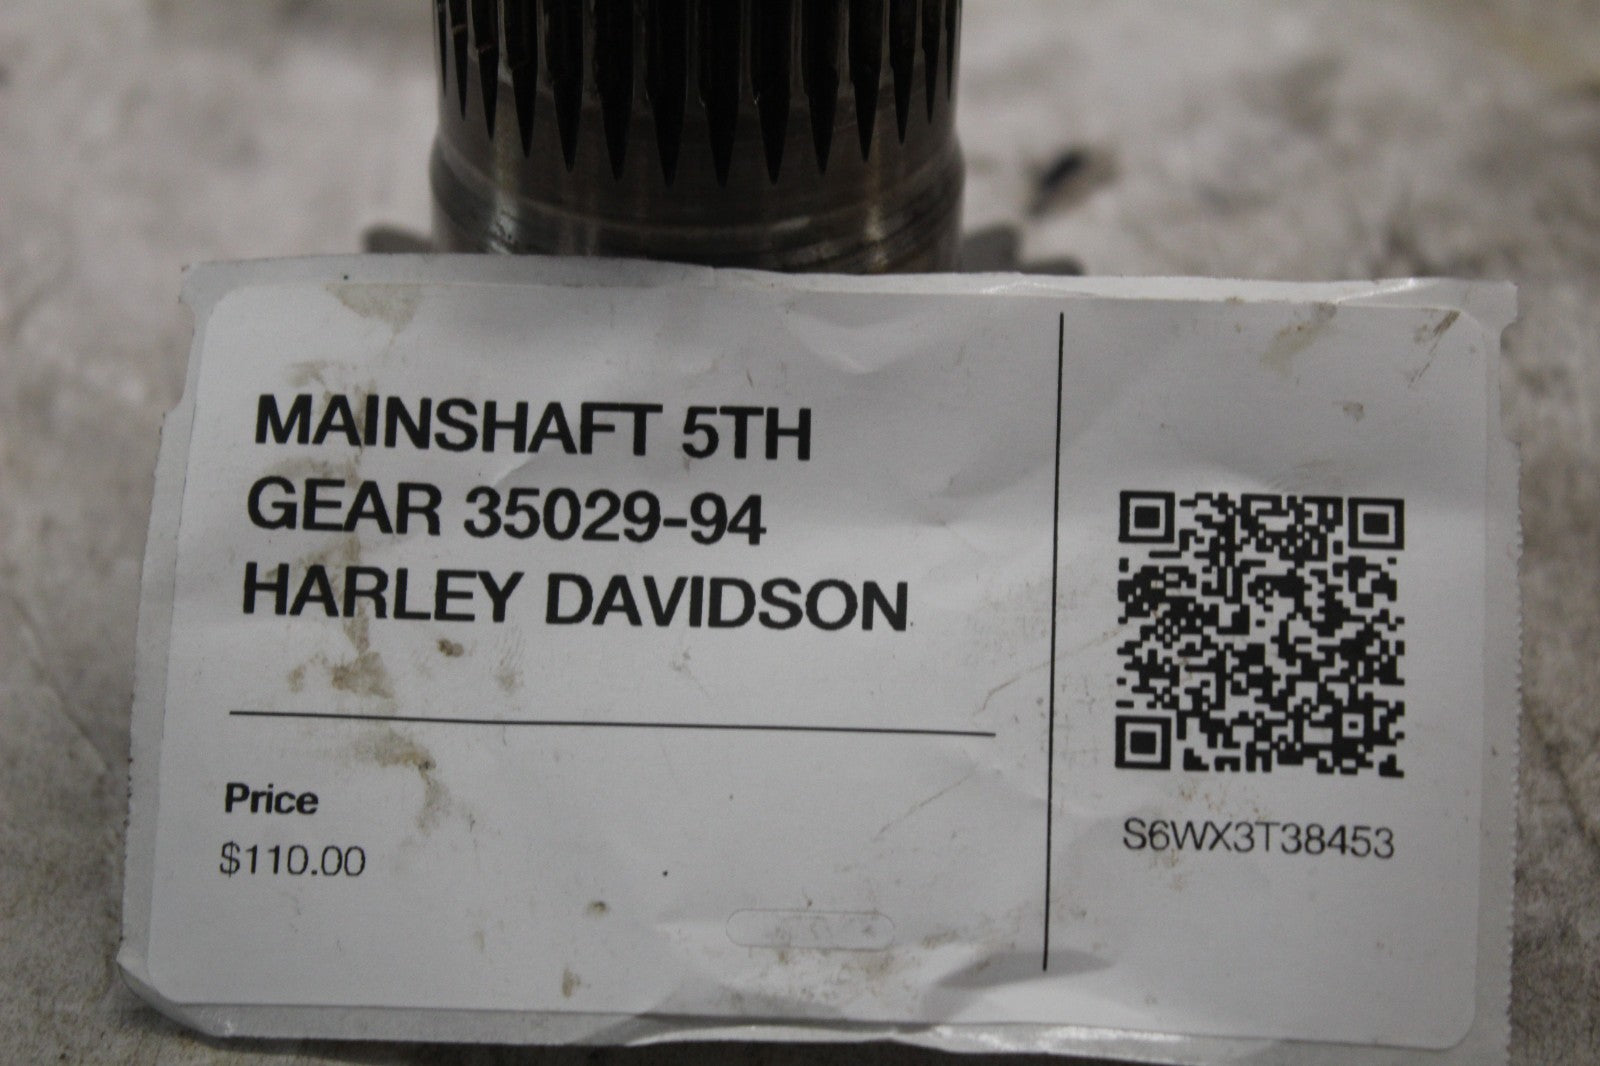 MAINSHAFT 5TH
GEAR 35029-94
HARLEY DAVIDSON
Price
$110.00
S6WX3T38453